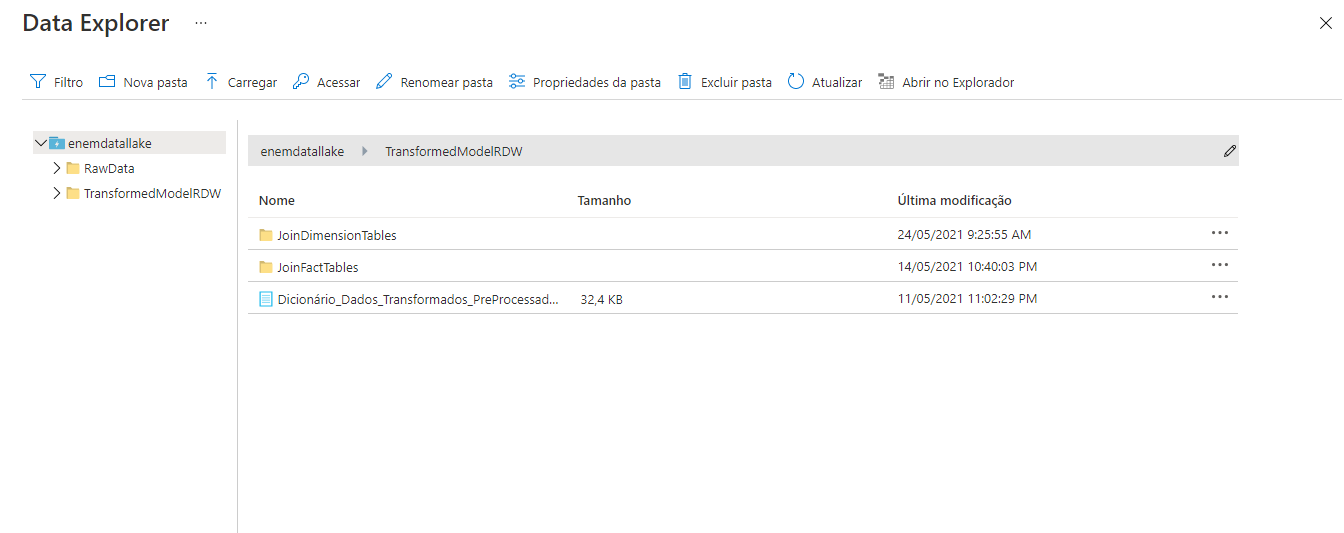 Data Explorer ...
Filtro Nova pasta Carregar Acessar Renomear pasta Propriedades da pasta Excluir pasta Atualizar Abrir no Explorador
enemdatallake
RawData
TransformedModelRDW
enemdatallake TransformedModelRDW
Nome Tamanho Última modificação
JoinDimensionTables 24/05/2021 9:25:55 AM
JoinFactTables 14/05/2021 10:40:03 PM
Dicionário_Dados_Transformados_PreProcessad... 32,4 KB 11/05/2021 11:02:29 PM